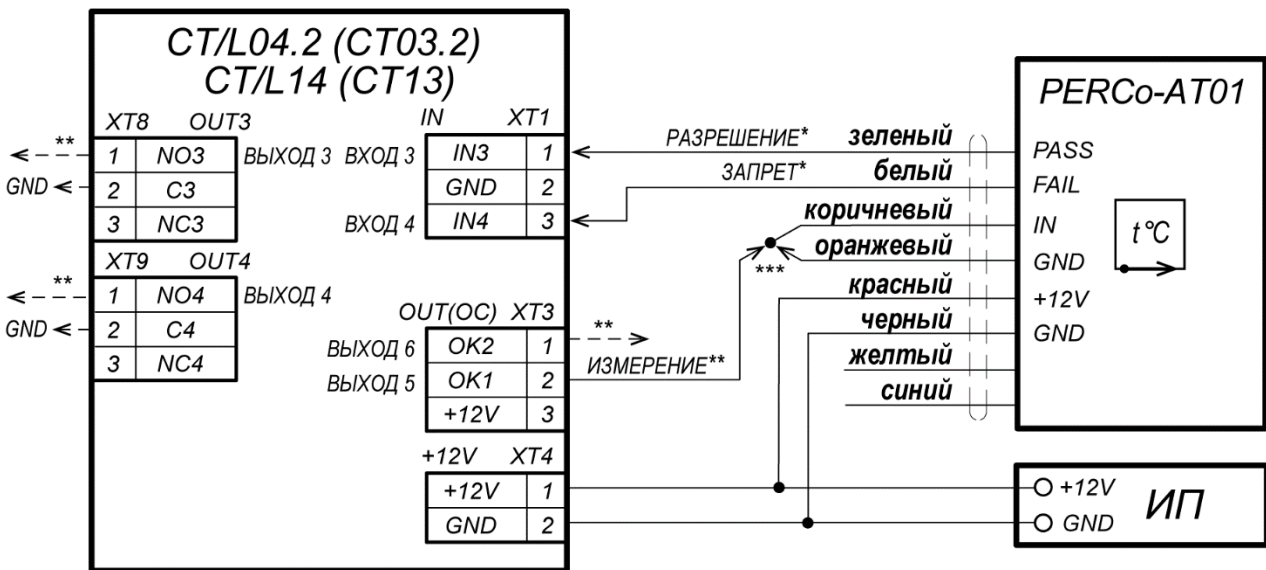 CT/L04.2 (CT03.2)
CT/L14 (CT13)
XT8 OUT3
** 1 NO3 ВЫХОД 3
GND 2 C3
3 NC3
XT9 OUT4
** 1 NO4 ВЫХОД 4
GND 2 C4
3 NC4
IN XT1
ВХОД 3 IN3 1
GND 2
ВХОД 4 IN4 3
OUT(OC) XT3
ВЫХОД 6 OK2 1 **
ВЫХОД 5 OK1 2 ИЗМЕРЕНИЕ**
+12V 3
+12V XT4
+12V 1
GND 2
РАЗРЕШЕНИЕ* зеленый
ЗАПРЕТ* белый
коричневый
оранжевый
***
красный
черный
желтый
синий
PERCo-AT01
PASS
FAIL
IN
GND
+12V
GND
t°C
+12V
GND
ИП